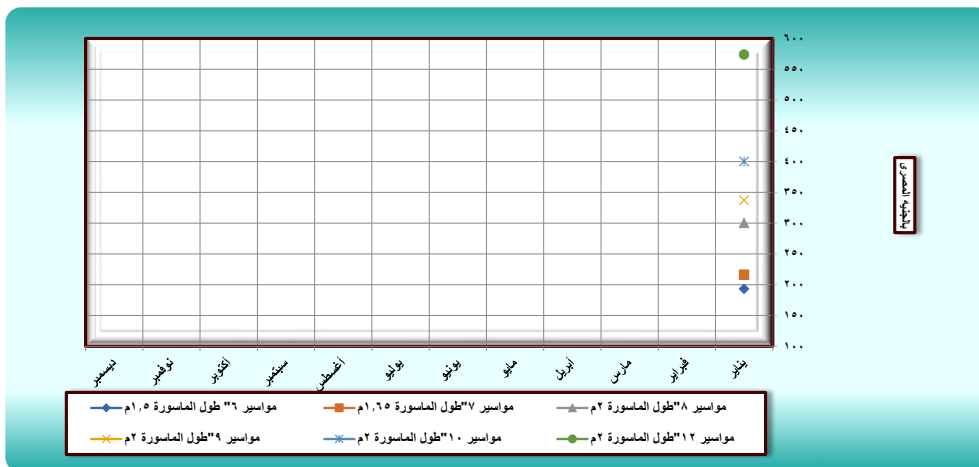 ٦٠٠
٥٥٠
٥٠٠
٤٥٠
٤٠٠
٣٥٠
٣٠٠
٢٥٠
٢٠٠
١٥٠
١٠٠
بالجنيه المصرى
يناير
فبراير
مارس
أبريل
مايو
يونيو
يوليو
أغسطس
سبتمبر
أكتوبر
نوفمبر
ديسمبر
مواسير ٦" طول الماسورة ١,٥م
مواسير ٧"طول الماسورة ١,٦٥م
مواسير ٨"طول الماسورة ٢م
مواسير ٩"طول الماسورة ٢م
مواسير ١٠"طول الماسورة ٢م
مواسير ١٢"طول الماسورة ٢م